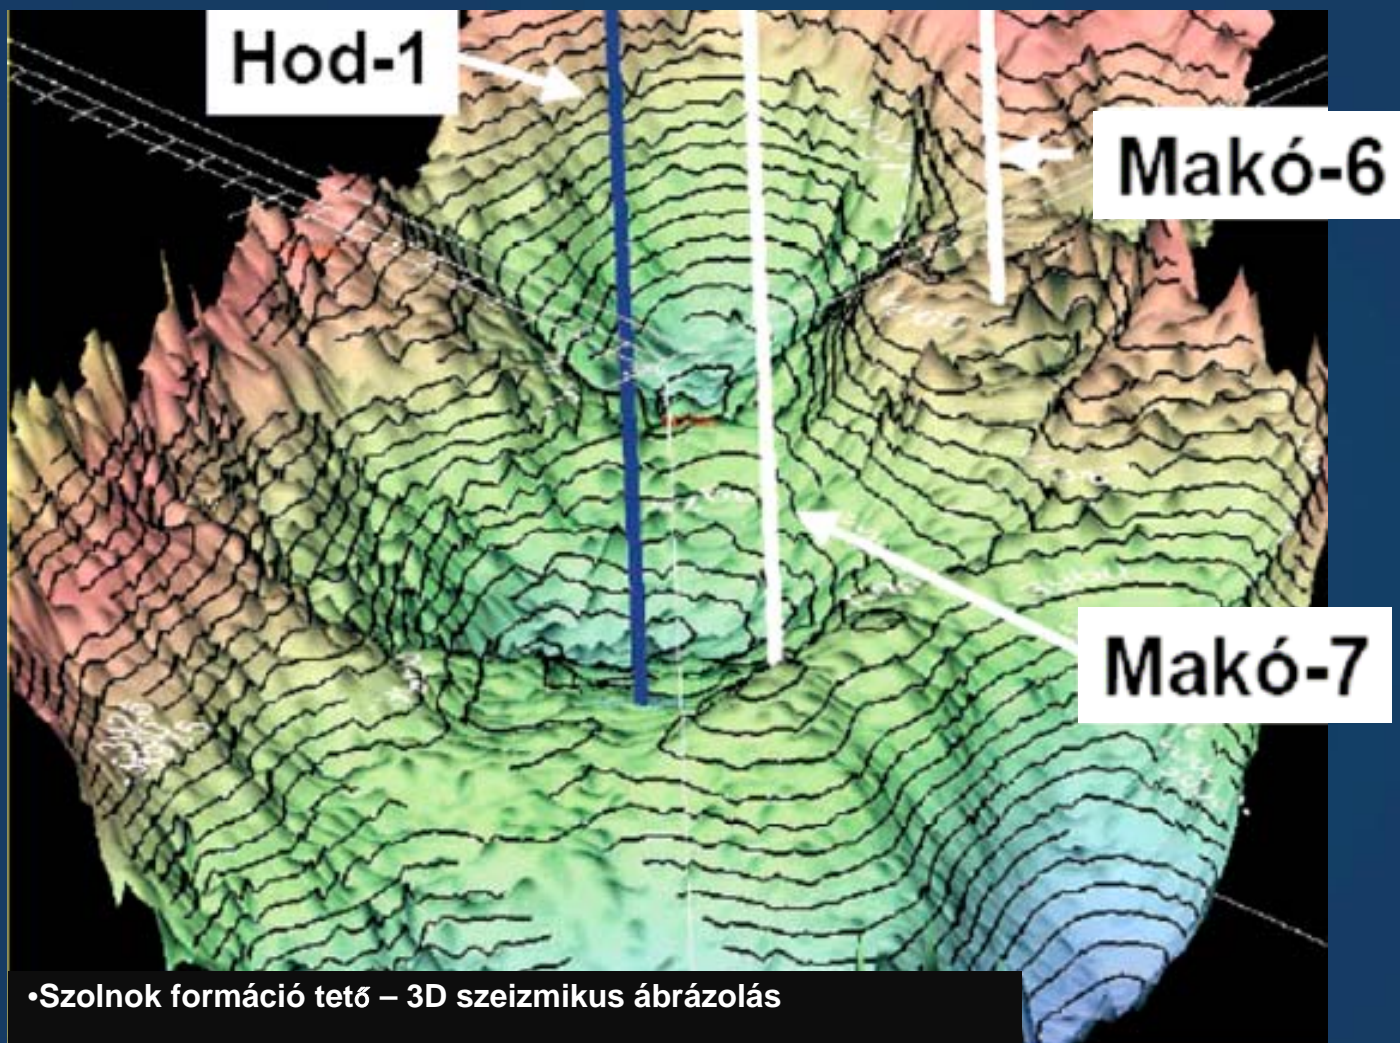 Hod-1
Makó-6
Makó-7
•Szolnok formáció tető – 3D szeizmikus ábrázolás